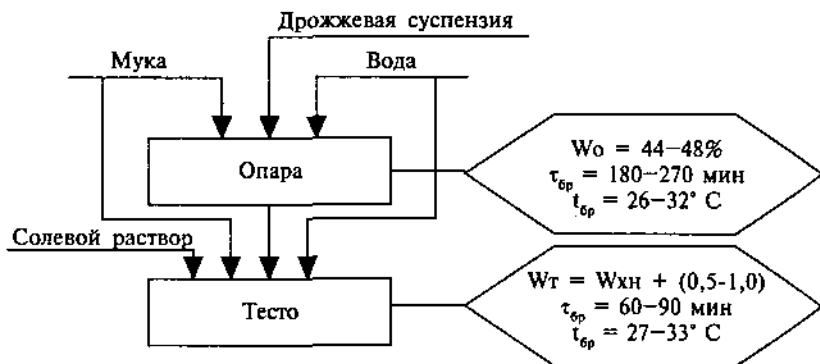 Дрожжевая суспензия
Мука
Вода
Опара
Wo = 44–48%
τбр = 180–270 мин
tбр = 26–32° C
Солевой раствор
Тесто
Wт = Wхн + (0,5-1,0)
τбр = 60–90 мин
tбр = 27–33° C